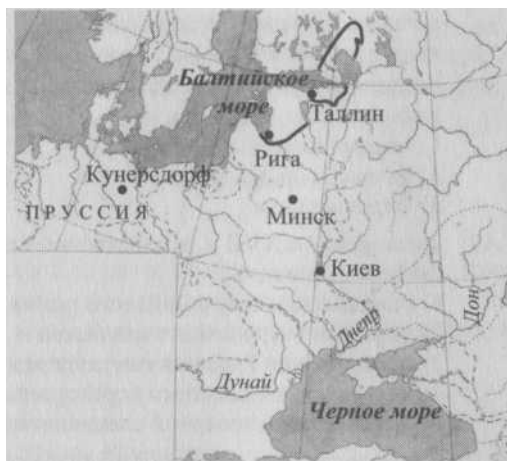 Балтийское
море
Таллин
Рига
Кунерсдорф
ПРУССИЯ
Минск
Киев
Днепр
Дон
Дунай
Черное море